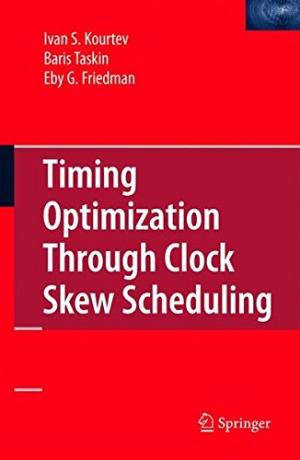 Ivan S. Kourtev
Baris Taskin
Eby G. Friedman
Timing
Optimization
Through Clock
Skew Scheduling
Springer